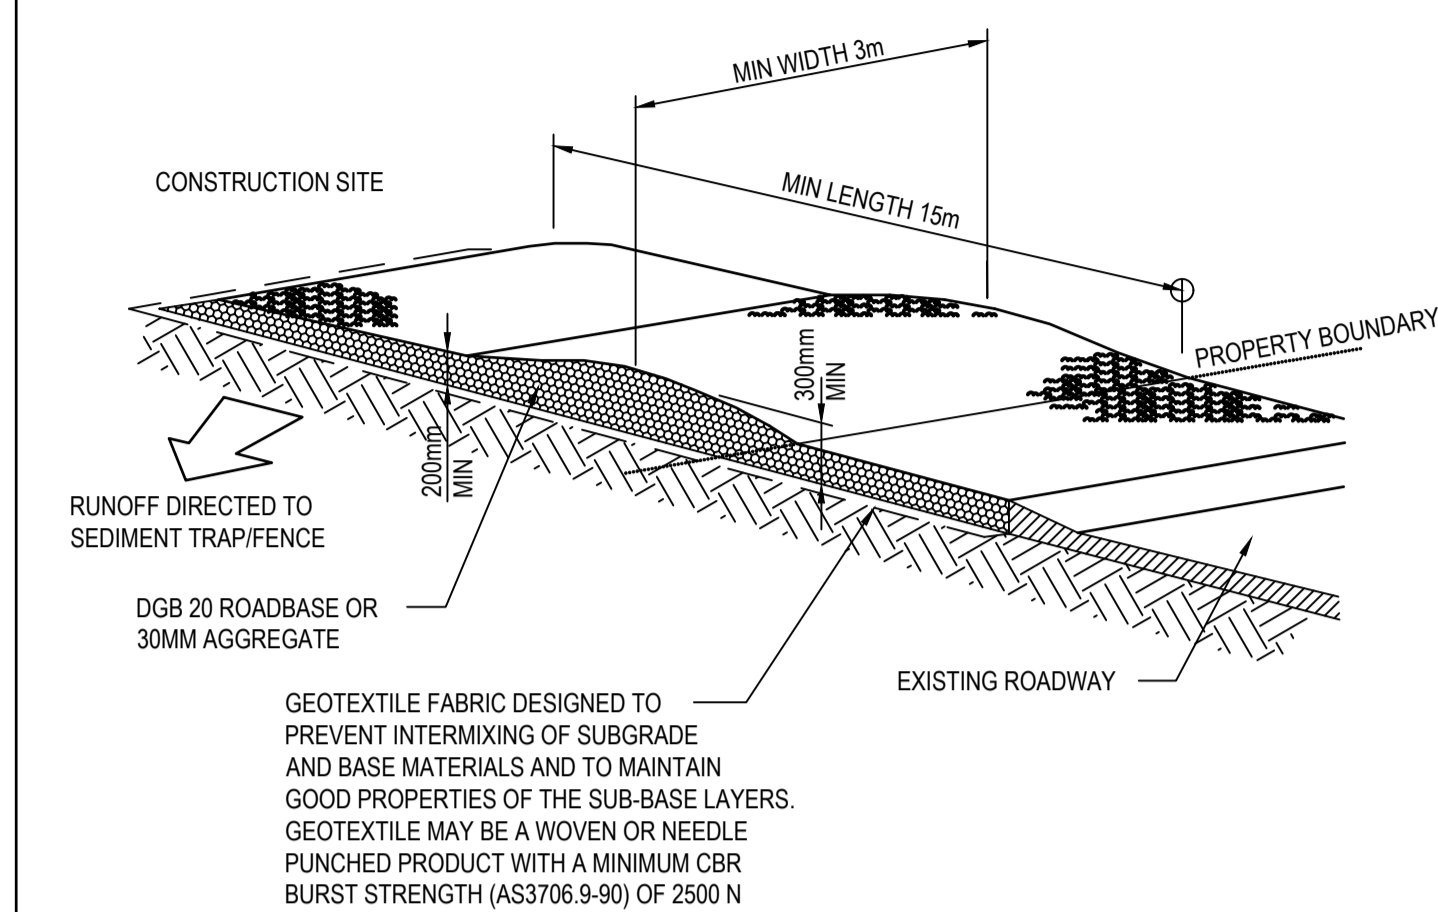 MIN WIDTH 3m
CONSTRUCTION SITE
MIN LENGTH 15m
PROPERTY BOUNDARY
300mm
MIN
200mm
MIN
RUNOFF DIRECTED TO
SEDIMENT TRAP/FENCE
DGB 20 ROADBASE OR
30MM AGGREGATE
EXISTING ROADWAY
GEOTEXTILE FABRIC DESIGNED TO
PREVENT INTERMIXING OF SUBGRADE
AND BASE MATERIALS AND TO MAINTAIN
GOOD PROPERTIES OF THE SUB-BASE LAYERS.
GEOTEXTILE MAY BE A WOVEN OR NEEDLE
PUNCHED PRODUCT WITH A MINIMUM CBR
BURST STRENGTH (AS3706.9-90) OF 2500 N